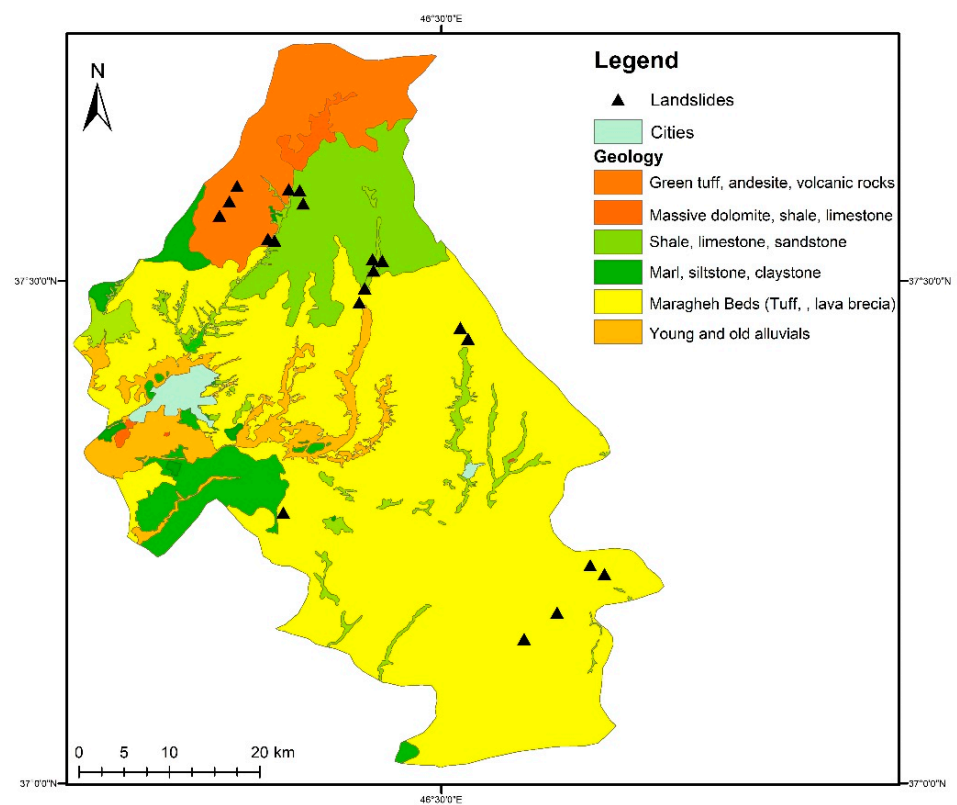 46°30'0"E
N
Legend
Landslides
Cities
Geology
Green tuff, andesite, volcanic rocks
Massive dolomite, shale, limestone
Shale, limestone, sandstone
Marl, siltstone, claystone
Maragheh Beds (Tuff, , lava brecia)
Young and old alluvials
37°30'0"N
37°30'0"N
0 5 10 20 km
37°0'0"N
37°0'0"N
46°30'0"E